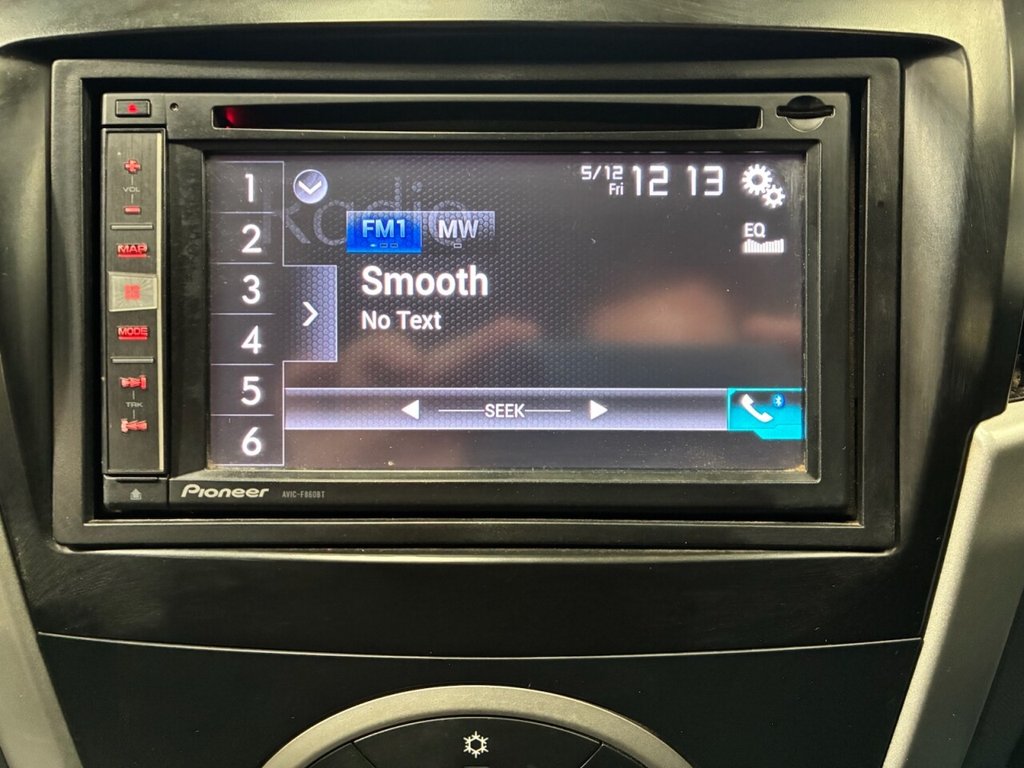 VOL
MAP
MODE
TRK
1
2
3
4
5
6
Radio
5/12
Fri
12 13
FM1 MW
EQ
Smooth
No Text
SEEK
Pioneer AVIC-F860BT